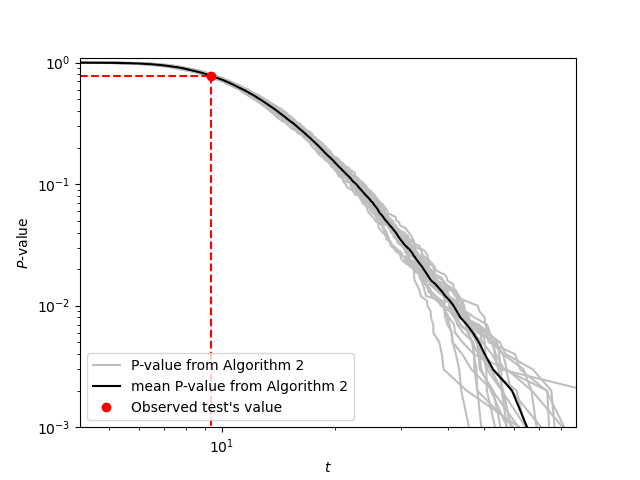 10⁰
10⁻¹
10⁻²
10⁻³
P-value
P-value from Algorithm 2
mean P-value from Algorithm 2
Observed test's value
10¹
t